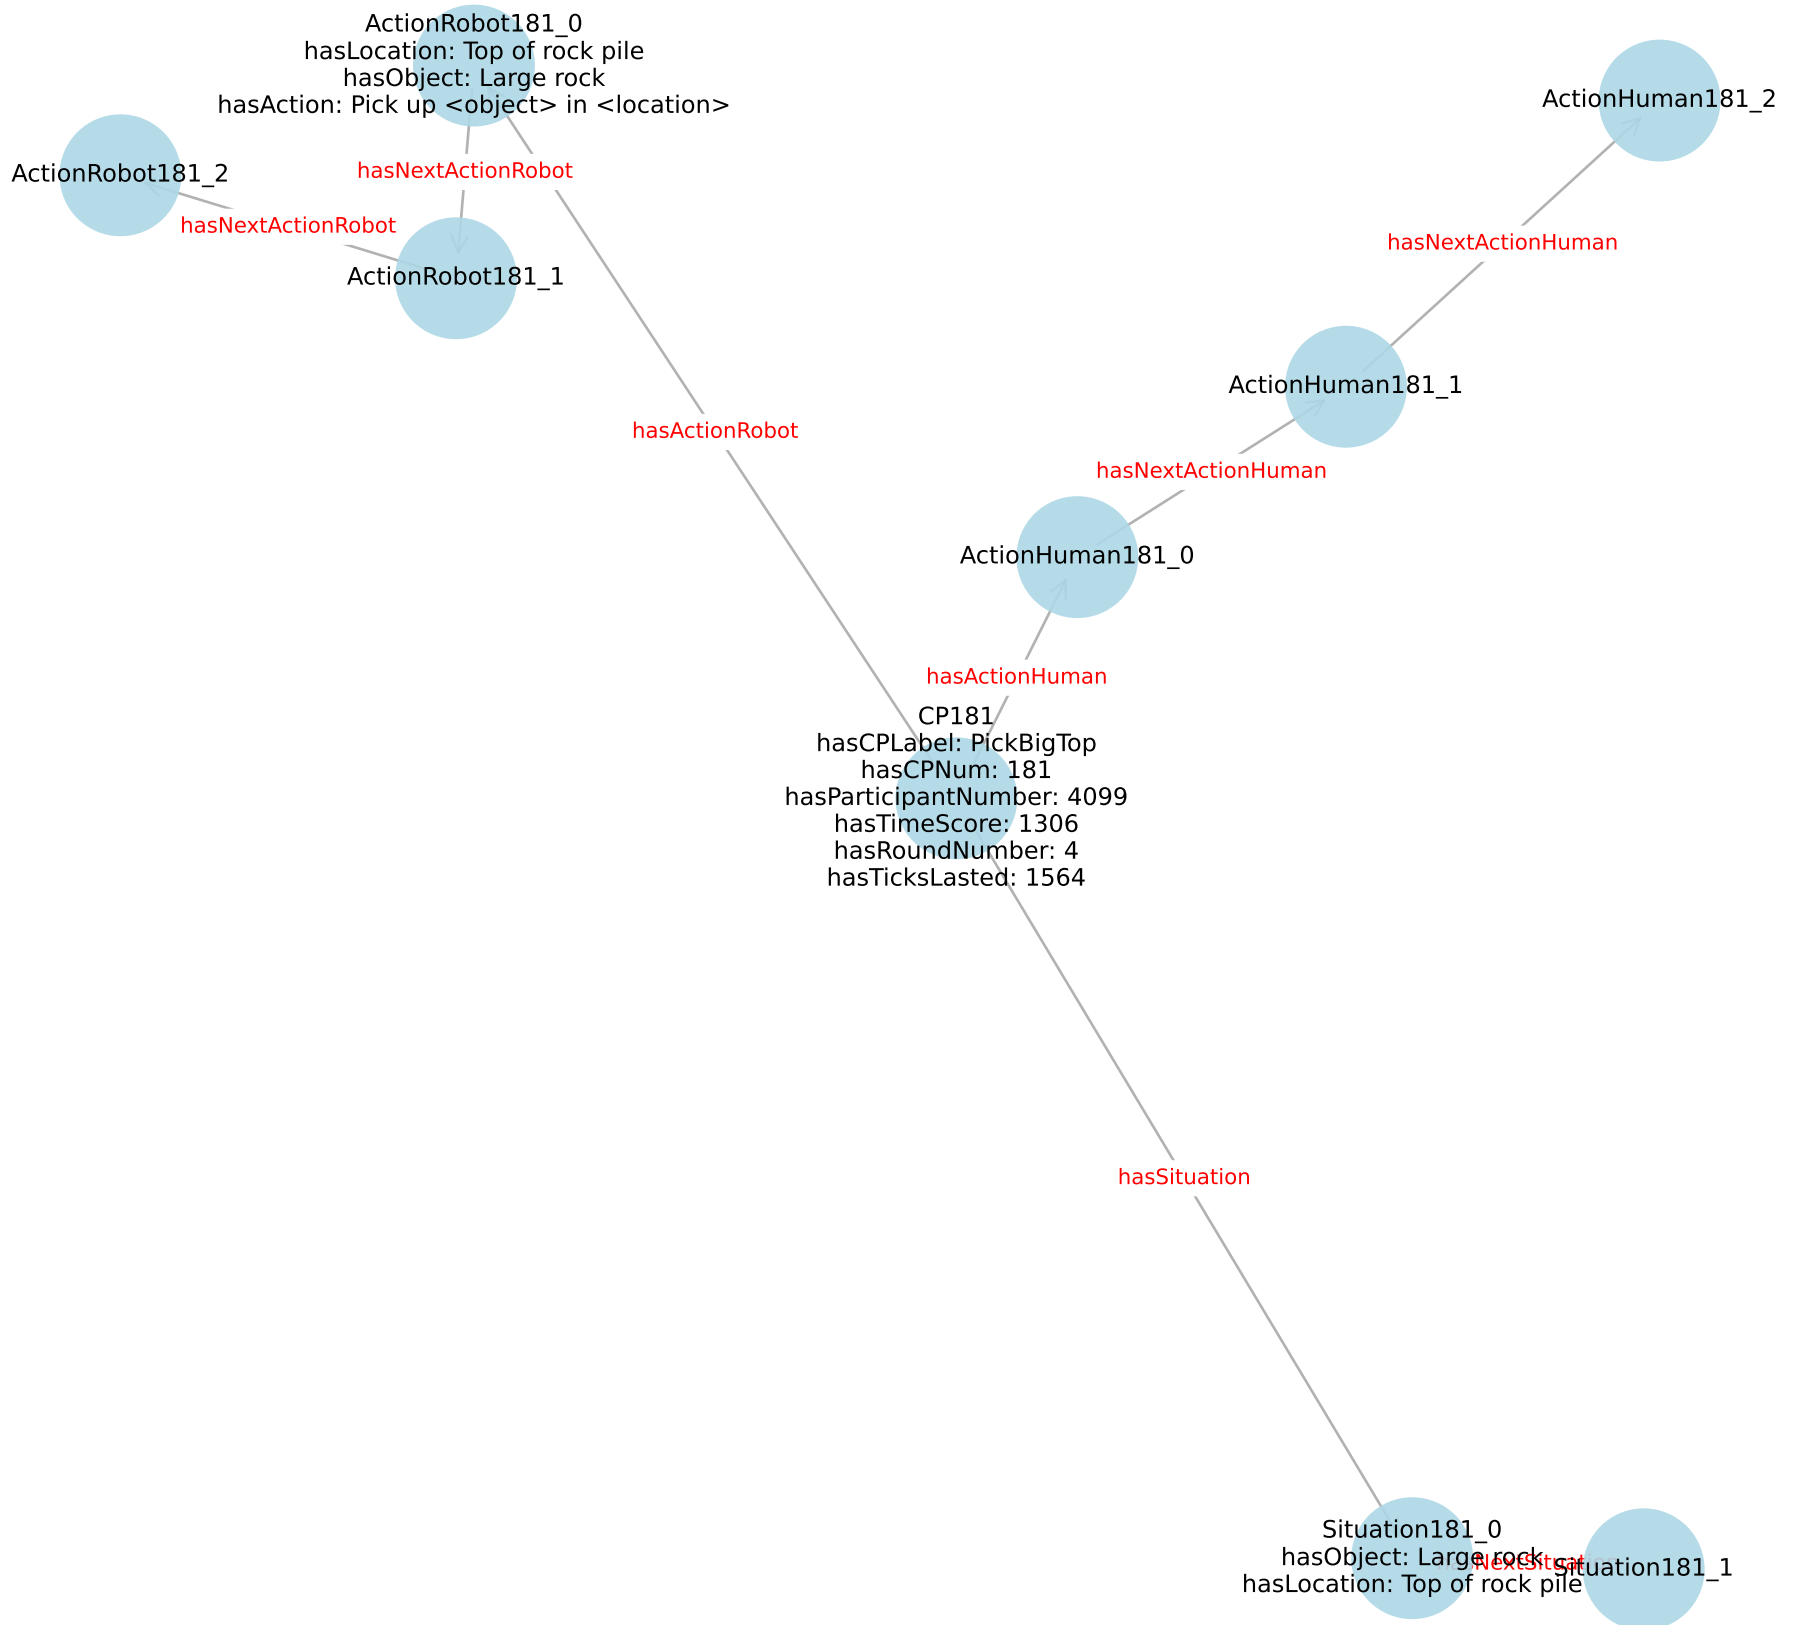 ActionRobot181_0
hasLocation: Top of rock pile
hasObject: Large rock
hasAction: Pick up <object> in <location>
ActionHuman181_2
hasNextActionRobot
ActionRobot181_2
hasNextActionRobot
hasNextActionHuman
ActionRobot181_1
ActionHuman181_1
hasActionRobot
hasNextActionHuman
ActionHuman181_0
hasActionHuman
CP181
hasCPLabel: PickBigTop
hasCPNum: 181
hasParticipantNumber: 4099
hasTimeScore: 1306
hasRoundNumber: 4
hasTicksLasted: 1564
hasSituation
Situation181_0
hasObject: Large rock
hasLocation: Top of rock pile
hasNextSituation
Situation181_1